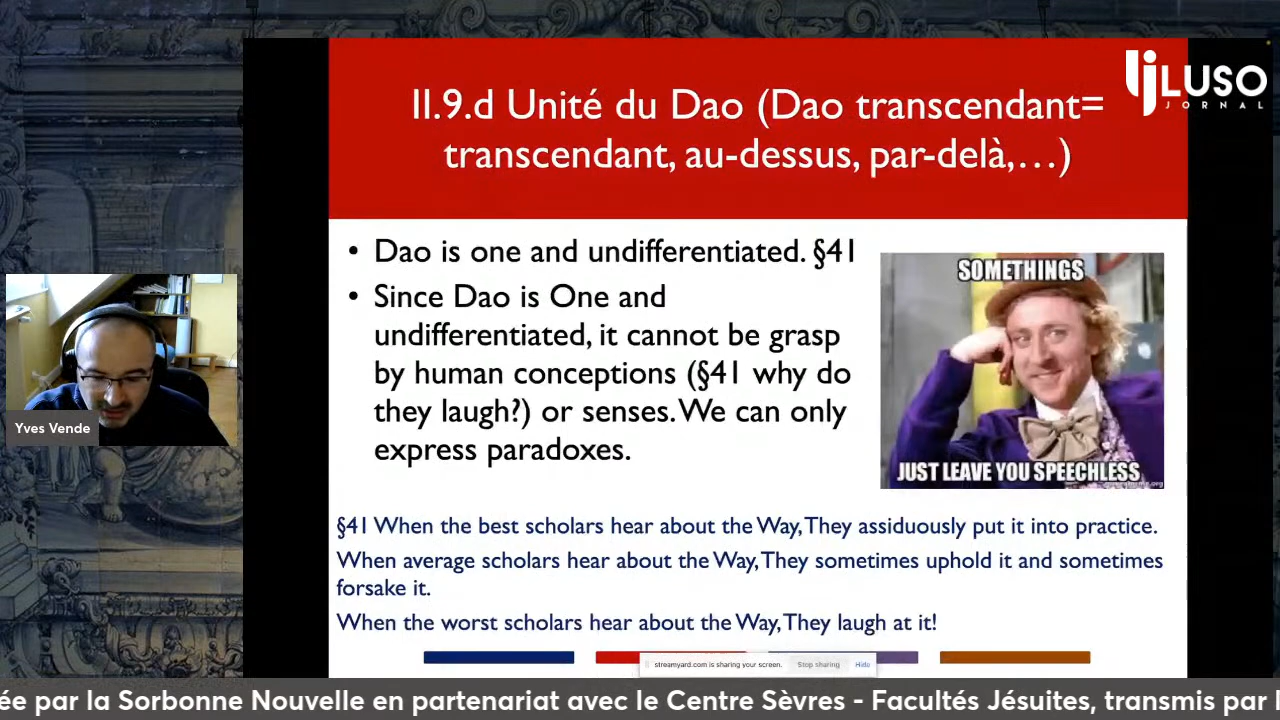 II.9.d Unité du Dao (Dao transcendant=
transcendant, au-dessus, par-delà,…)
LUSO
JORNAL
• Dao is one and undifferentiated. §41
• Since Dao is One and
undifferentiated, it cannot be grasp
by human conceptions (§41 why do
they laugh?) or senses. We can only
express paradoxes.
SOMETHINGS
JUST LEAVE YOU SPEECHLESS
Yves Vende
§41 When the best scholars hear about the Way, They assiduously put it into practice.
When average scholars hear about the Way, They sometimes uphold it and sometimes
forsake it.
When the worst scholars hear about the Way, They laugh at it!
streamyard.com is sharing your screen. Stop sharing Hide
ée par la Sorbonne Nouvelle en partenariat avec le Centre Sèvres - Facultés Jésuites, transmis par